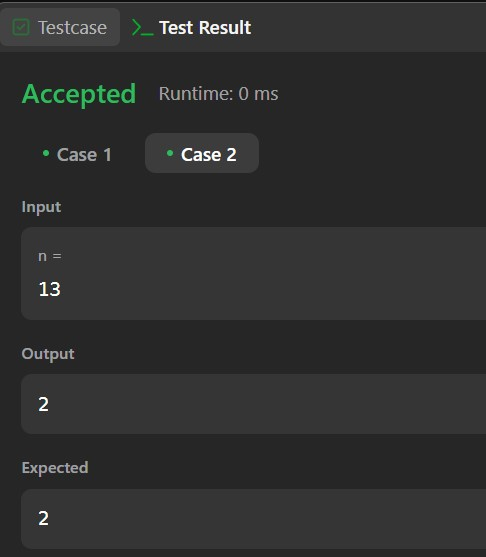 Testcase >_ Test Result
Accepted Runtime: 0 ms
• Case 1 • Case 2
Input
n =
13
Output
2
Expected
2